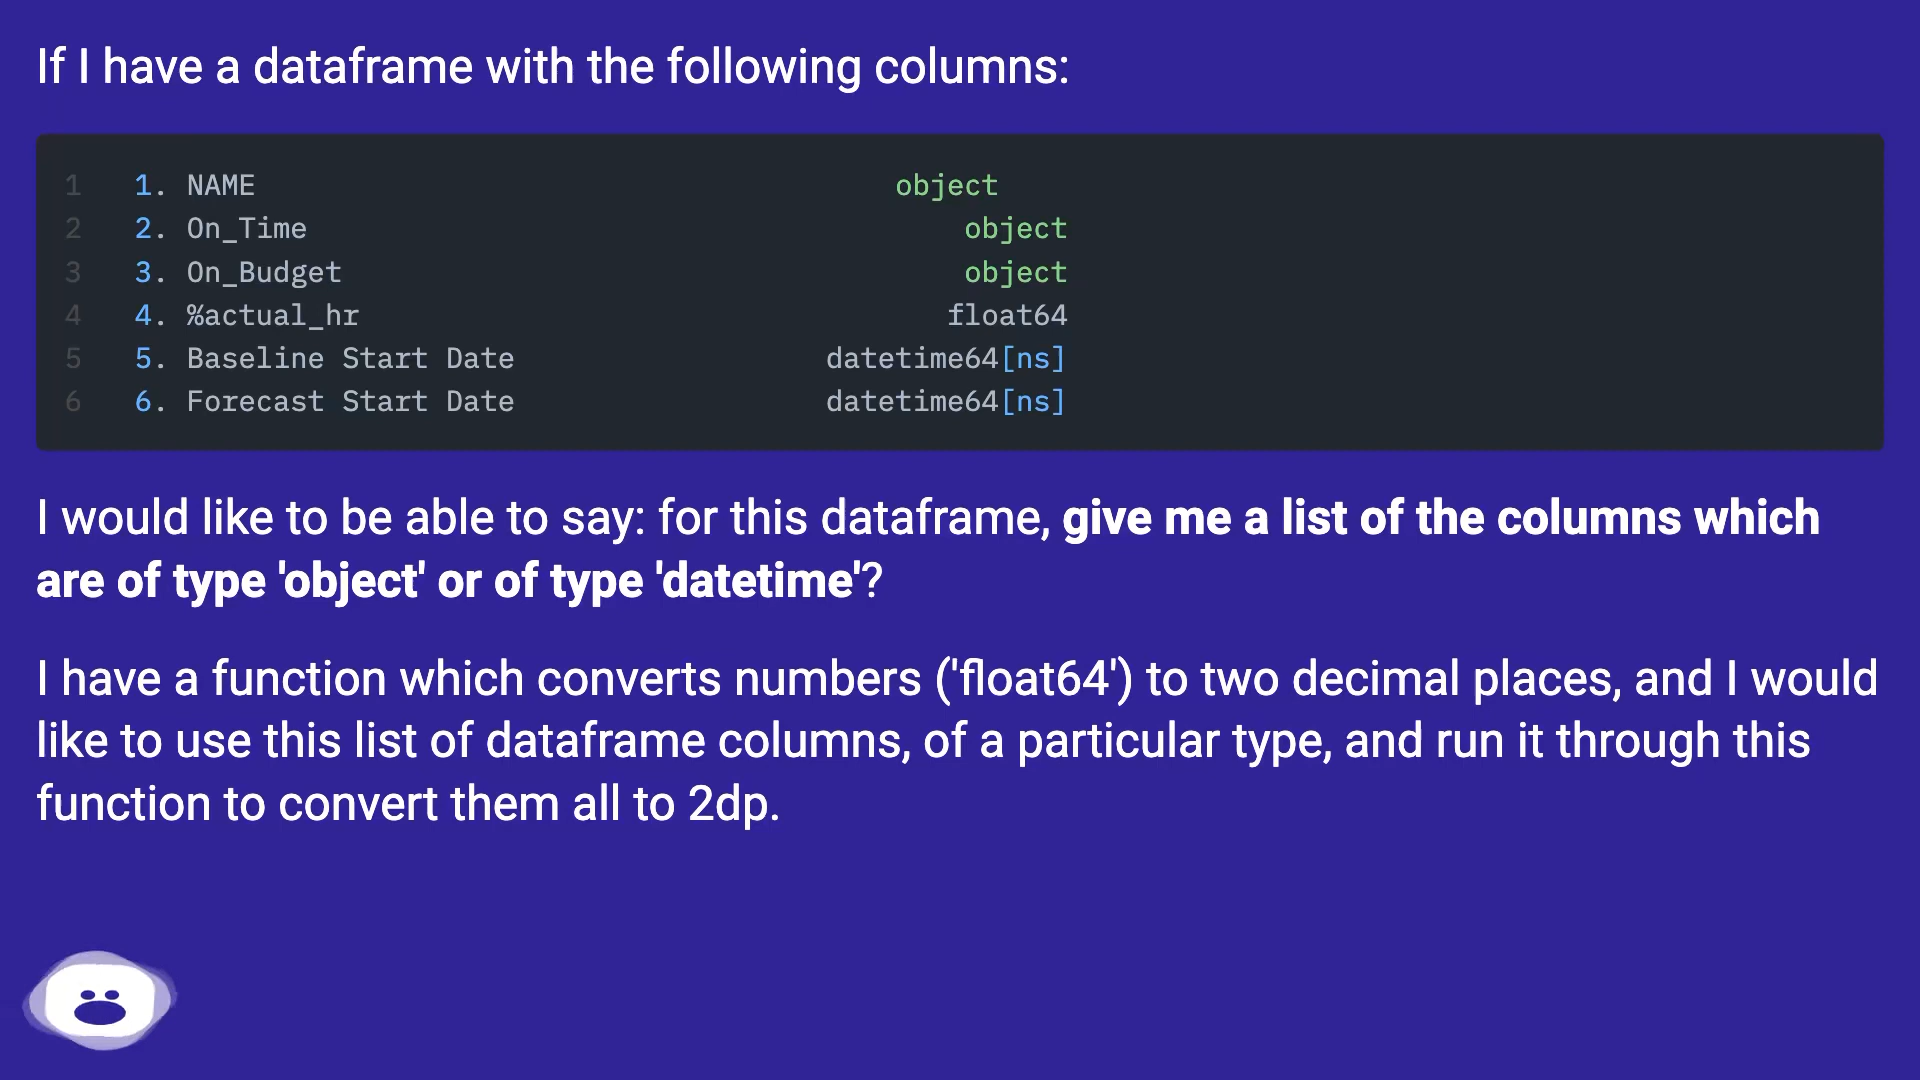 If I have a dataframe with the following columns:
1 1. NAME object
2 2. On_Time object
3 3. On_Budget object
4 4. %actual_hr float64
5 5. Baseline Start Date datetime64[ns]
6 6. Forecast Start Date datetime64[ns]
I would like to be able to say: for this dataframe, give me a list of the columns which
are of type 'object' or of type 'datetime'?
I have a function which converts numbers ('float64') to two decimal places, and I would
like to use this list of dataframe columns, of a particular type, and run it through this
function to convert them all to 2dp.